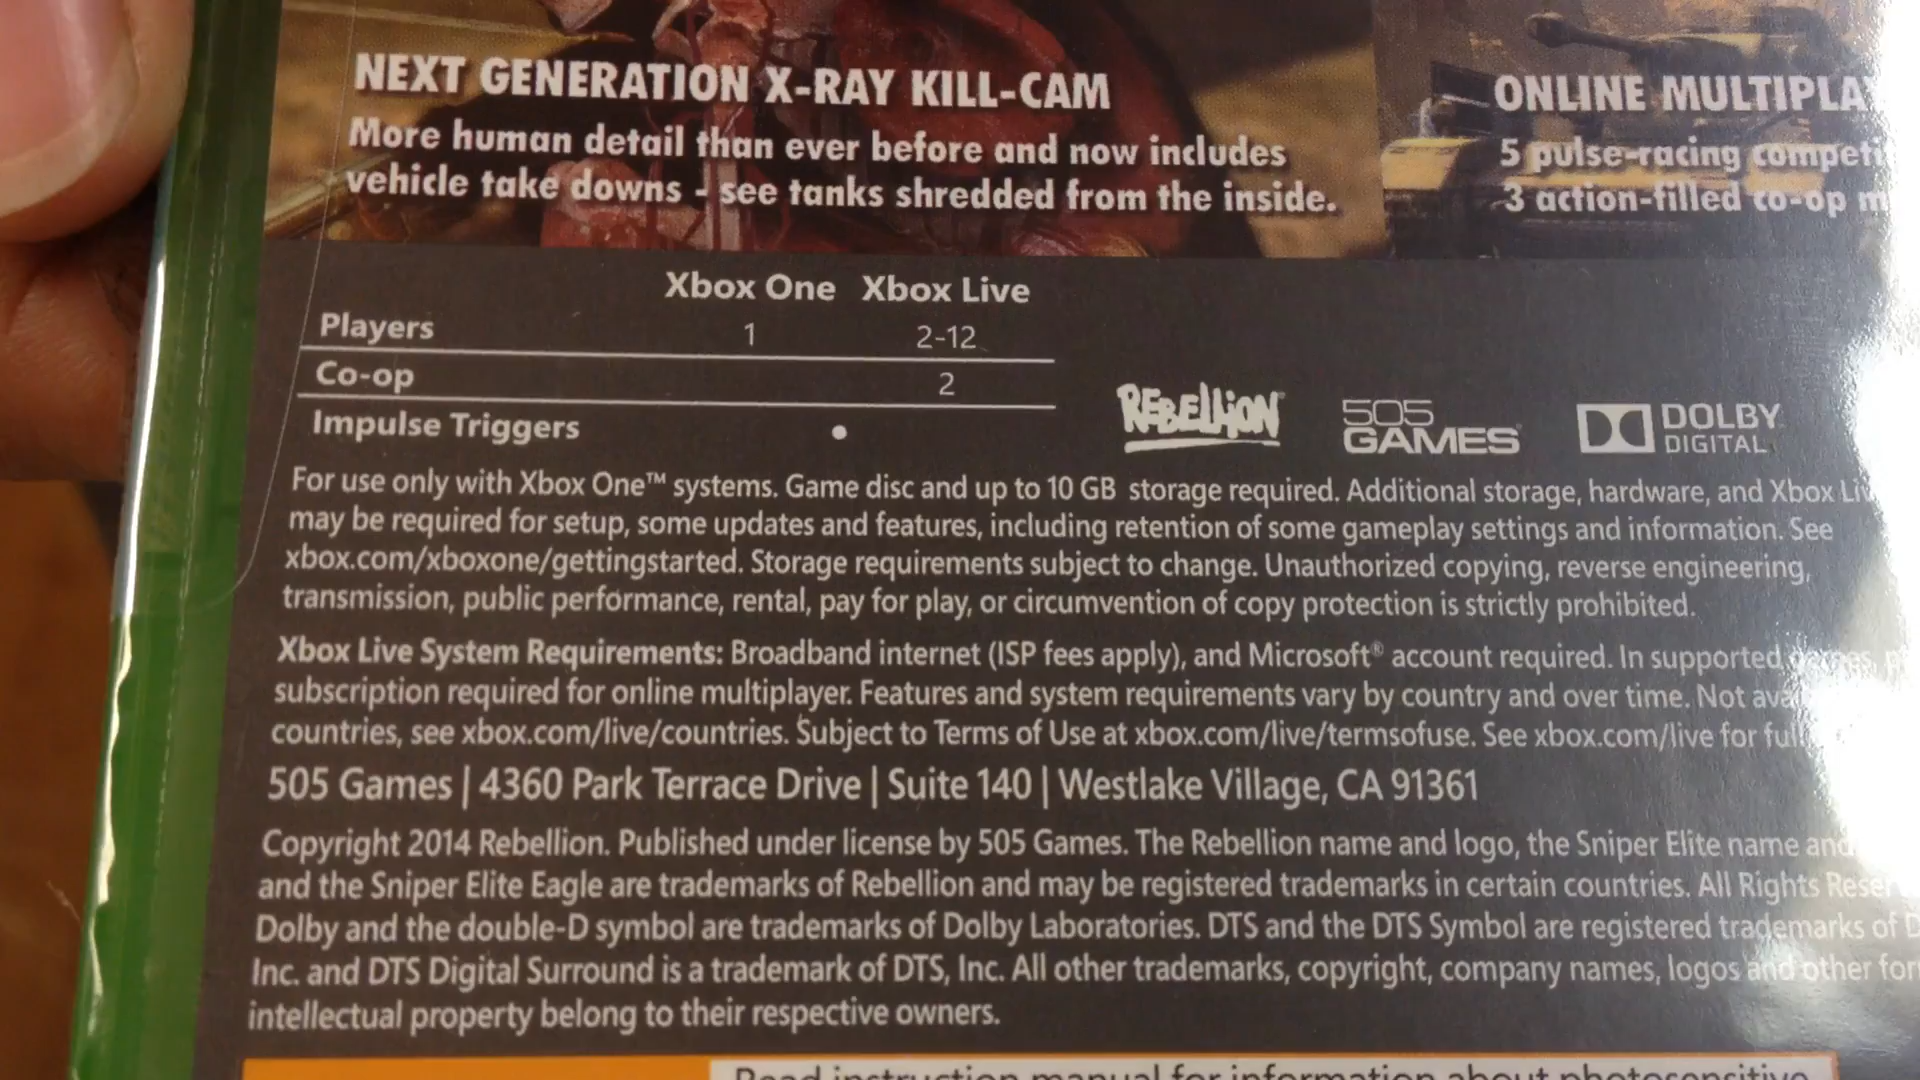 NEXT GENERATION X-RAY KILL-CAM
More human detail than ever before and now includes
vehicle take downs - see tanks shredded from the inside.
ONLINE
5 pulse-racing
3 action-filled co-op
Xbox One Xbox Live
Players 1 2-12
Co-op 2
Impulse Triggers •
REBELLION
505 GAMES
DOLBY DIGITAL
For use only with Xbox One™ systems. Game disc and up to 10 GB storage required. Additional storage, hardware, and Xbox
may be required for setup, some updates and features, including retention of some gameplay settings and information. See
xbox.com/xboxone/gettingstarted. Storage requirements subject to change. Unauthorized copying, reverse engineering,
transmission, public performance, rental, pay for play, or circumvention of copy protection is strictly prohibited.
Xbox Live System Requirements: Broadband internet (ISP fees apply), and Microsoft® account required. In supported
subscription required for online multiplayer. Features and system requirements vary by country and over time. Not
countries, see xbox.com/live/countries. Subject to Terms of Use at xbox.com/live/termsofuse. See xbox.com/live for
505 Games | 4360 Park Terrace Drive | Suite 140 | Westlake Village, CA 91361
Copyright 2014 Rebellion. Published under license by 505 Games. The Rebellion name and logo, the Sniper Elite name and
and the Sniper Elite Eagle are trademarks of Rebellion and may be registered trademarks in certain countries. All Rights
Dolby and the double-D symbol are trademarks of Dolby Laboratories. DTS and the DTS Symbol are registered trademarks of
Inc. and DTS Digital Surround is a trademark of DTS, Inc. All other trademarks, copyright, company names, logos and other
intellectual property belong to their respective owners.
Read instruction manual for information about photosensitive